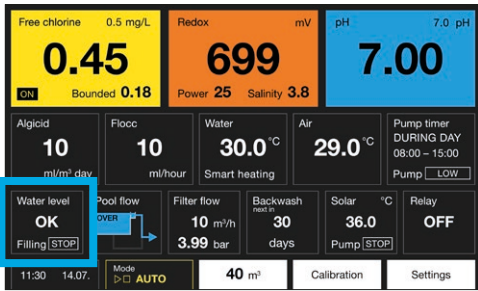 Free chlorine 0.5 mg/L
0.45
ON Bounded 0.18
Redox mV
699
Power 25 Salinity 3.8
pH 7.0 pH
7.00
Algicid
10
ml/m³ day
Flocc
10
ml/hour
Water
30.0°C
Smart heating
Air
29.0°C
Pump timer
DURING DAY
08:00 – 15:00
Pump LOW
Water level
OK
Filling STOP
Pool flow
OVER
Filter flow
10 m³/h
3.99 bar
Backwash
next in
30
days
Solar °C
36.0
Pump STOP
Relay
OFF
11:30 14.07.
Mode
AUTO
40 m³
Calibration
Settings